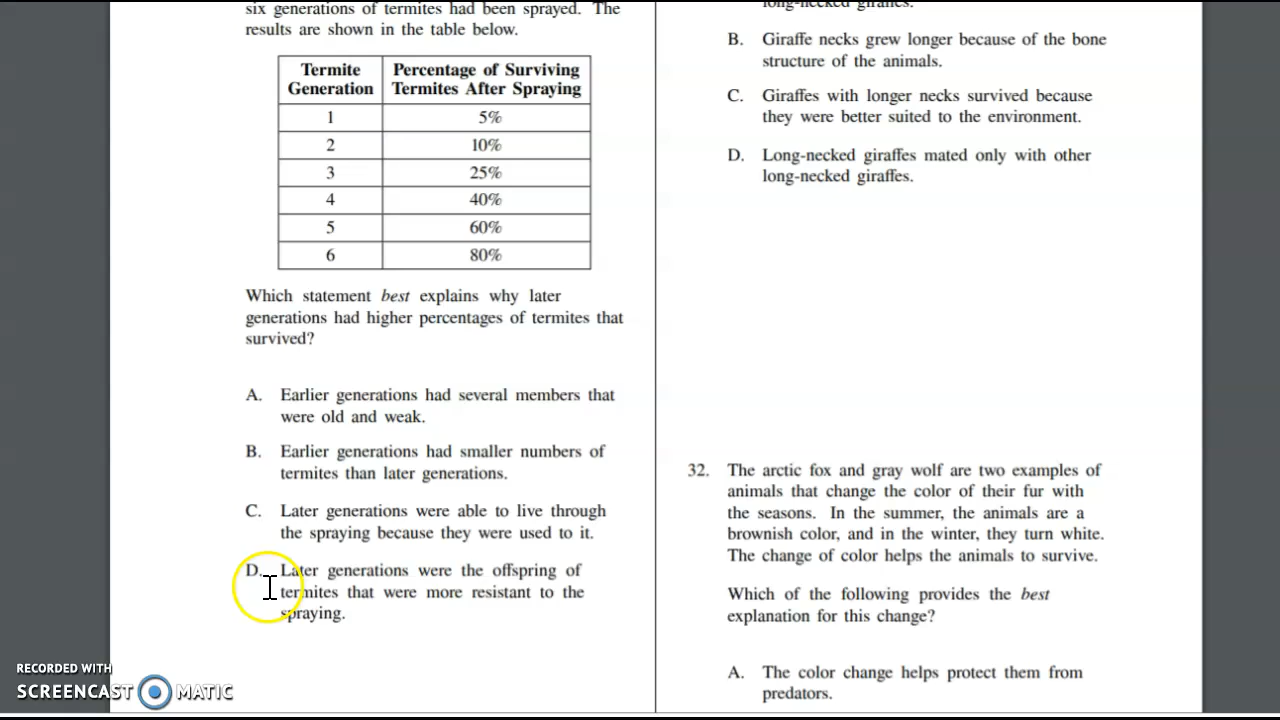 six generations of termites had been sprayed. The
results are shown in the table below.
Termite Generation Percentage of Surviving Termites After Spraying
1 5%
2 10%
3 25%
4 40%
5 60%
6 80%
Which statement best explains why later
generations had higher percentages of termites that
survived?
A. Earlier generations had several members that
were old and weak.
B. Earlier generations had smaller numbers of
termites than later generations.
C. Later generations were able to live through
the spraying because they were used to it.
D. Later generations were the offspring of
termites that were more resistant to the
spraying.
long-necked giraffes.
B. Giraffe necks grew longer because of the bone
structure of the animals.
C. Giraffes with longer necks survived because
they were better suited to the environment.
D. Long-necked giraffes mated only with other
long-necked giraffes.
32. The arctic fox and gray wolf are two examples of
animals that change the color of their fur with
the seasons. In the summer, the animals are a
brownish color, and in the winter, they turn white.
The change of color helps the animals to survive.
Which of the following provides the best
explanation for this change?
A. The color change helps protect them from
predators.
RECORDED WITH
SCREENCAST MATIC